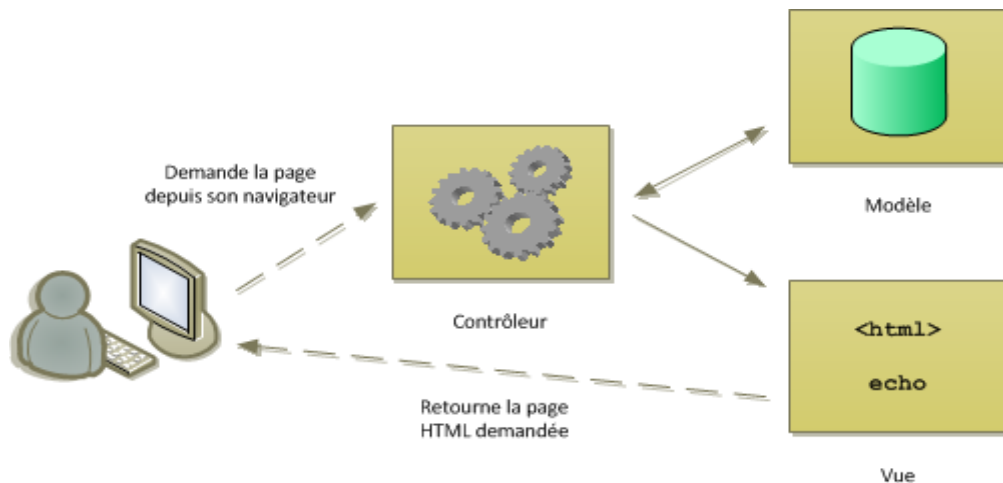 Demande la page
depuis son navigateur
Modèle
Contrôleur
<html>
echo
Retourne la page
HTML demandée
Vue